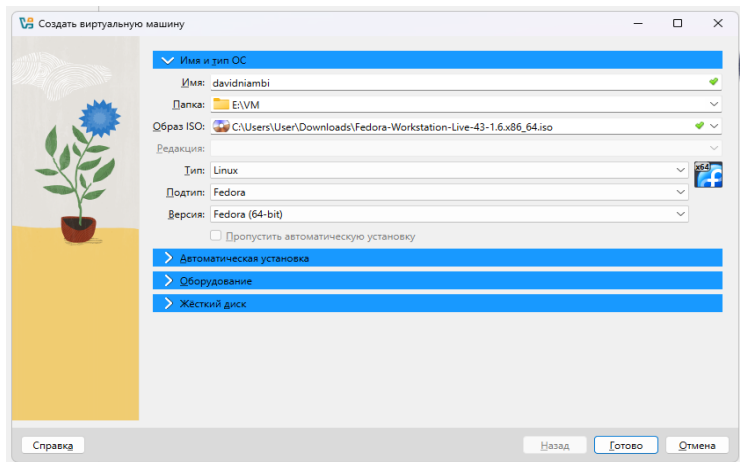 Создать виртуальную машину
Имя и тип ОС
Имя: davidniambi
Папка: E:\VM
Образ ISO: C:\Users\User\Downloads\Fedora-Workstation-Live-43-1.6.x86_64.iso
Редакция:
Тип: Linux
x64
Подтип: Fedora
Версия: Fedora (64-bit)
Пропустить автоматическую установку
Автоматическая установка
Оборудование
Жёсткий диск
Справка Назад Готово Отмена